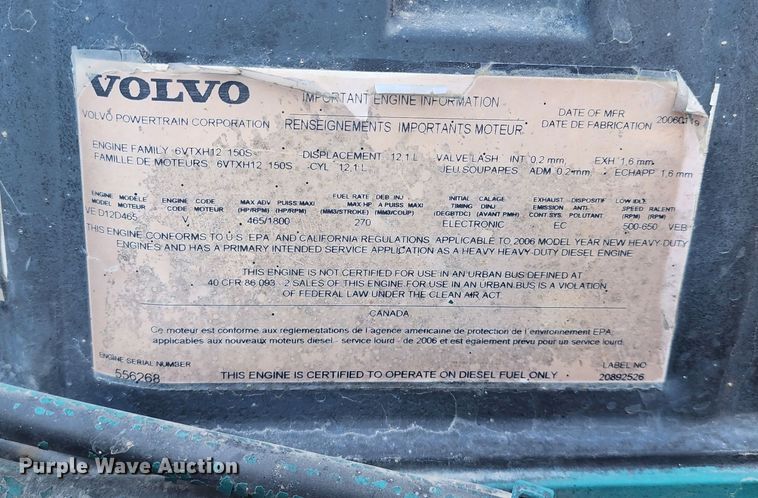 VOLVO
IMPORTANT ENGINE INFORMATION
VOLVO POWERTRAIN CORPORATION
RENSEIGNEMENTS IMPORTANTS MOTEUR
DATE OF MFR
DATE DE FABRICATION
ENGINE FAMILY 6VTXH12 150S DISPLACEMENT 12,1 L VALVE LASH INT 0.2 mm, EXH 1.6 mm
FAMILLE DE MOTEURS 6VTXH12 150S CYL 12,1 L JEU.SOUPAPES ADM 0.2 mm, ECHAPP 1.6 mm
ENGINE MODÈLE ENGINE CODE MAX ADV PUISS/MAXI FUEL RATE DEB INJ INITIAL CALAGE EXHAUST DISPOSITIF LOW IDLE
MODEL MOTEUR CODE MOTEUR (HP/RPM) (HP/RPM) MAX HP A PUISS MAXI TIMING DINJ EMISSION ANTI SPEED RALENTI
(MM3/STROKE) (MM3/COUP) (DEGBTDC) (AVANT PMH) CONT.SYS. POLUTANT (RPM) (RPM)
VE D12D465 V 465/1800 270 ELECTRONIC EC 500-650 VEB
THIS ENGINE CONFORMS TO U.S. EPA AND CALIFORNIA REGULATIONS APPLICABLE TO 2006 MODEL YEAR NEW HEAVY-DUTY
ENGINES AND HAS A PRIMARY INTENDED SERVICE APPLICATION AS A HEAVY HEAVY-DUTY DIESEL ENGINE
THIS ENGINE IS NOT CERTIFIED FOR USE IN AN URBAN BUS DEFINED AT
40 CFR 86 093 - 2 SALES OF THIS ENGINE FOR USE IN AN URBAN BUS IS A VIOLATION
OF FEDERAL LAW UNDER THE CLEAN AIR ACT.
CANADA
Ce moteur est conforme aux reglementations de l agence américaine de protection de l environnement EPA,
applicables aux nouveaux moteurs diesel - service lourd - de 2006 et est également prévu pour un service lourd.
ENGINE SERIAL NUMBER
556268
THIS ENGINE IS CERTIFIED TO OPERATE ON DIESEL FUEL ONLY
LABEL NO
20892526
Purple Wave Auction